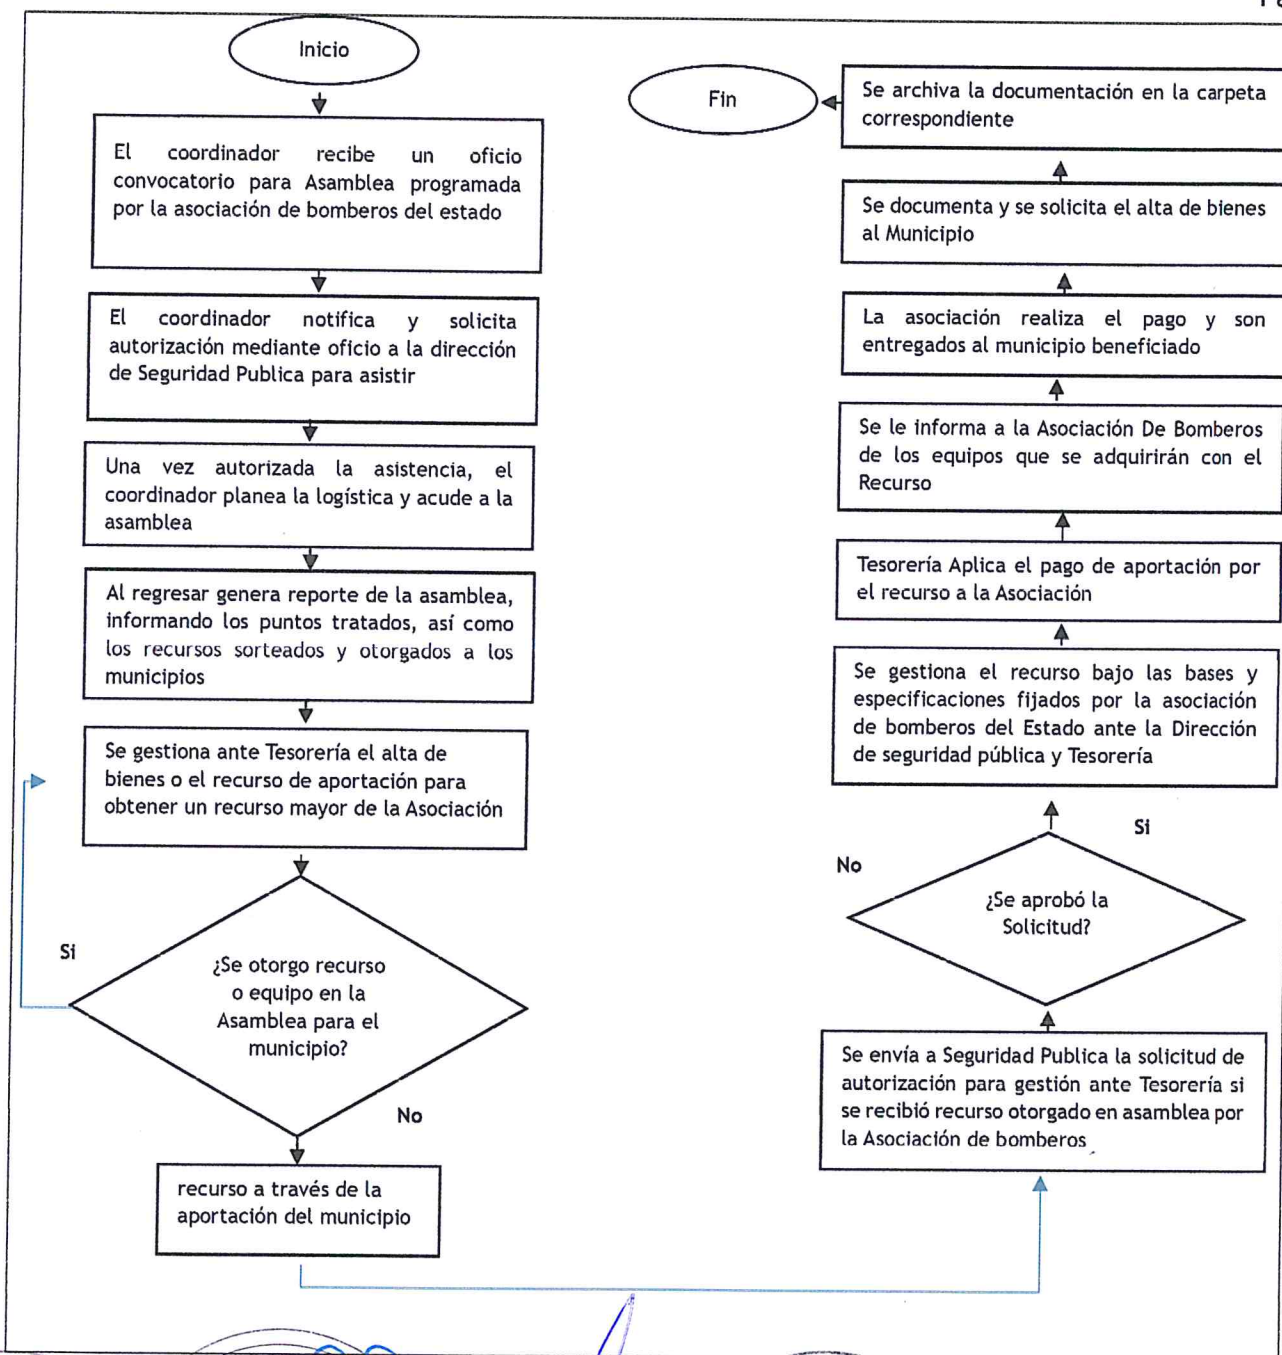 Inicio
El coordinador recibe un oficio
convocatorio para Asamblea programada
por la asociación de bomberos del estado
El coordinador notifica y solicita
autorización mediante oficio a la dirección
de Seguridad Publica para asistir
Una vez autorizada la asistencia, el
coordinador planea la logística y acude a la
asamblea
Al regresar genera reporte de la asamblea,
informando los puntos tratados, así como
los recursos sorteados y otorgados a los
municipios
Se gestiona ante Tesorería el alta de
bienes o el recurso de aportación para
obtener un recurso mayor de la Asociación
Si
¿Se otorgo recurso
o equipo en la
Asamblea para el
municipio?
No
recurso a través de la
aportación del municipio
Se envía a Seguridad Publica la solicitud de
autorización para gestión ante Tesorería si
se recibió recurso otorgado en asamblea por
la Asociación de bomberos
¿Se aprobó la
Solicitud?
No
Si
Se gestiona el recurso bajo las bases y
especificaciones fijados por la asociación
de bomberos del Estado ante la Dirección
de seguridad pública y Tesorería
Tesorería Aplica el pago de aportación por
el recurso a la Asociación
Se le informa a la Asociación De Bomberos
de los equipos que se adquirirán con el
Recurso
La asociación realiza el pago y son
entregados al municipio beneficiado
Se documenta y se solicita el alta de bienes
al Municipio
Se archiva la documentación en la carpeta
correspondiente
Fin